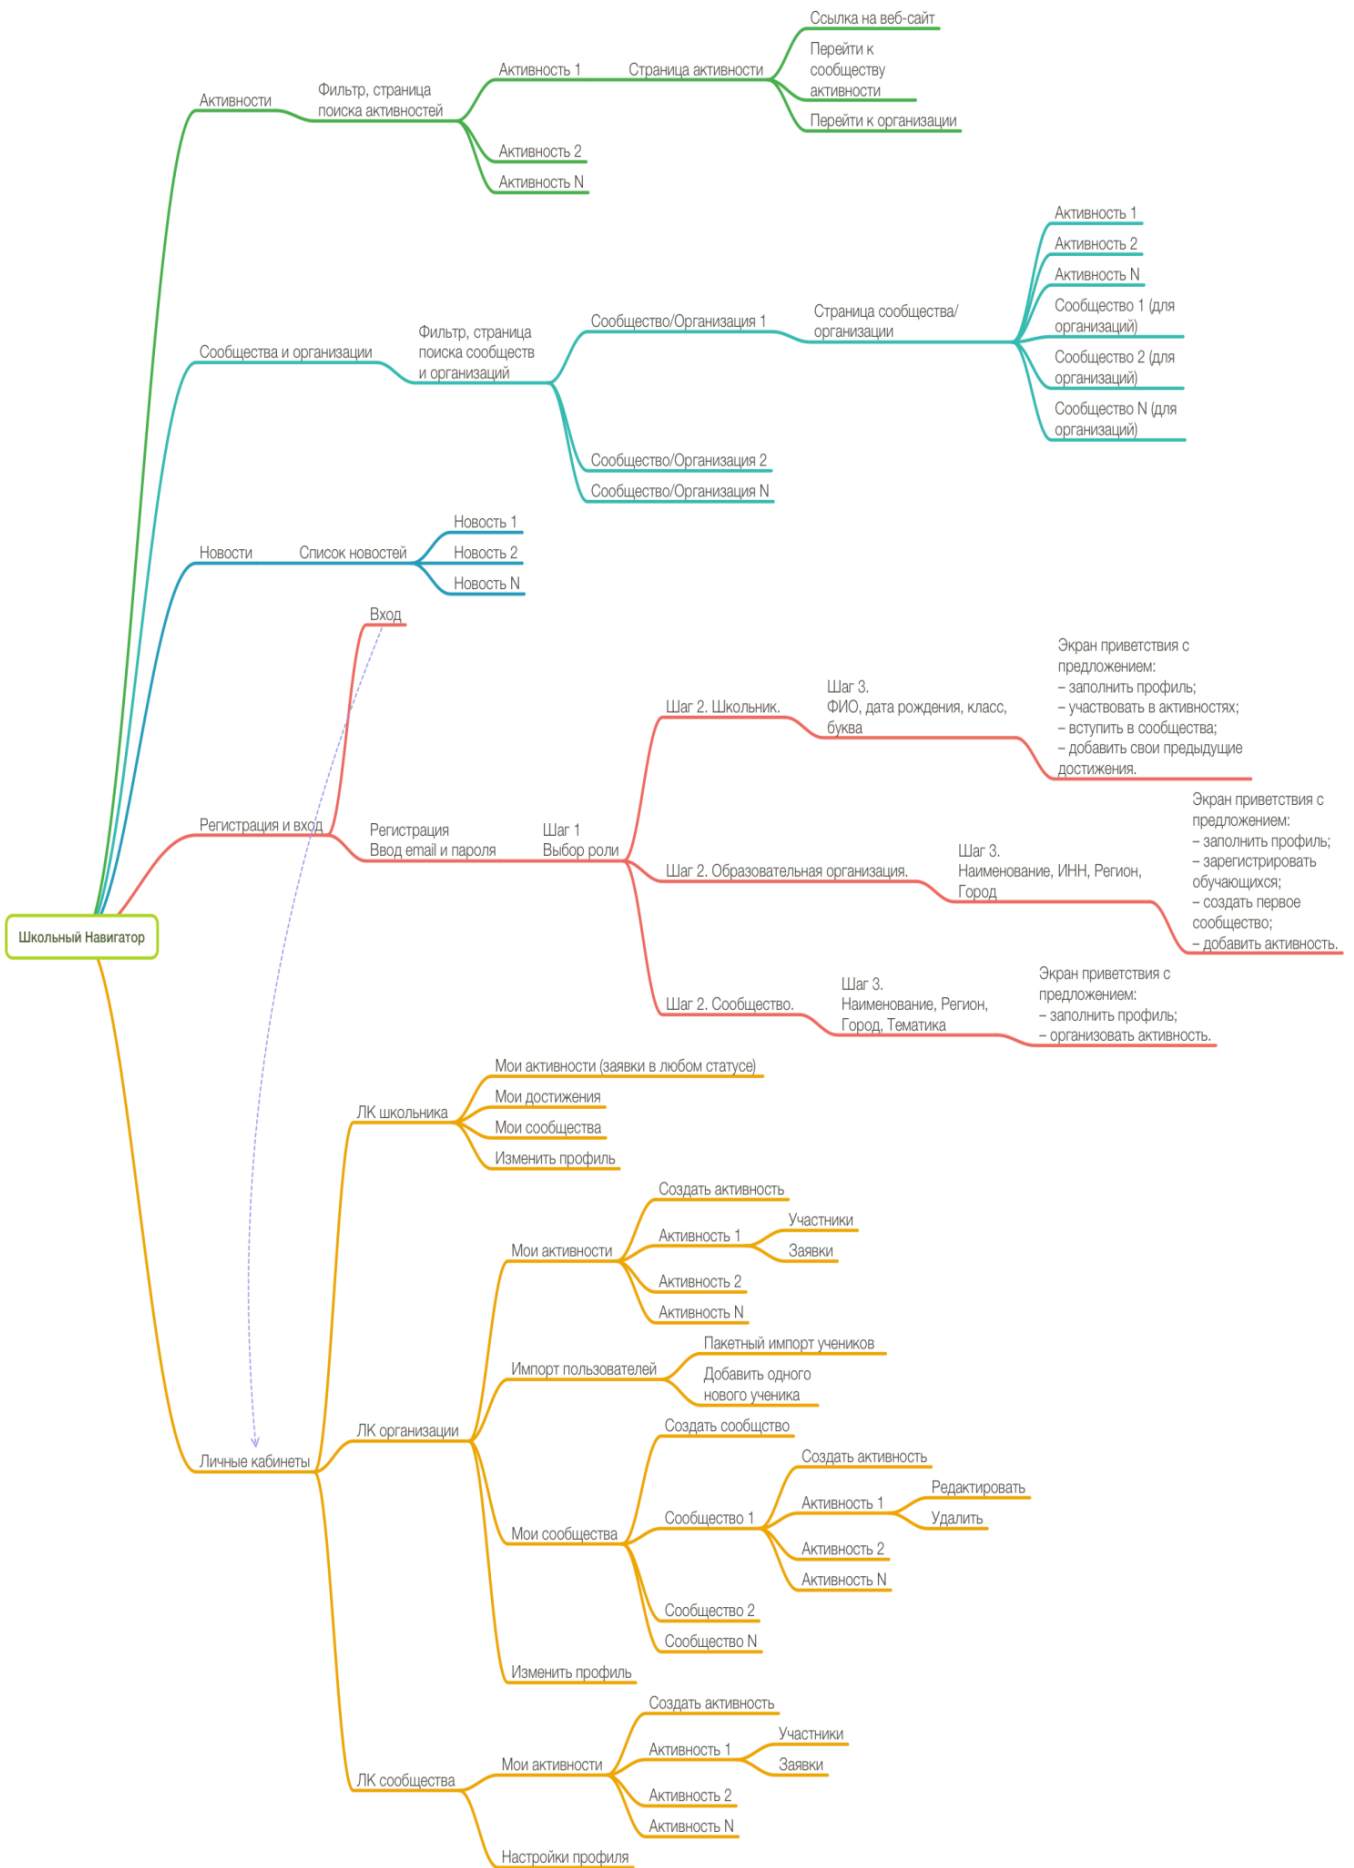 Ссылка на веб-сайт
Перейти к
сообществу
активности
Перейти к организации
Активность 1
Страница активности
Активности
Фильтр, страница
поиска активностей
Активность 2
Активность N
Активность 1
Активность 2
Активность N
Сообщество 1 (для
организаций)
Сообщество 2 (для
организаций)
Сообщество N (для
организаций)
Страница сообщества/
организации
Сообщество/Организация 1
Сообщества и организации
Фильтр, страница
поиска сообществ
и организаций
Сообщество/Организация 2
Сообщество/Организация N
Новости
Список новостей
Новость 1
Новость 2
Новость N
Вход
Регистрация и вход
Регистрация
Ввод email и пароля
Шаг 1
Выбор роли
Шаг 2. Школьник.
Шаг 3.
ФИО, дата рождения, класс,
буква
Экран приветствия с
предложением:
– заполнить профиль;
– участвовать в активностях;
– вступить в сообщества;
– добавить свои предыдущие
достижения.
Шаг 2. Образовательная организация.
Шаг 3.
Наименование, ИНН, Регион,
Город
Экран приветствия с
предложением:
– заполнить профиль;
– зарегистрировать
обучающихся;
– создать первое
сообщество;
– добавить активность.
Шаг 2. Сообщество.
Шаг 3.
Наименование, Регион,
Город, Тематика
Экран приветствия с
предложением:
– заполнить профиль;
– организовать активность.
Школьный Навигатор
Личные кабинеты
ЛК школьника
Мои активности (заявки в любом статусе)
Мои достижения
Мои сообщества
Изменить профиль
ЛК организации
Мои активности
Создать активность
Активность 1
Участники
Заявки
Активность 2
Активность N
Импорт пользователей
Пакетный импорт учеников
Добавить одного
нового ученика
Мои сообщества
Создать сообщство
Сообщество 1
Создать активность
Активность 1
Редактировать
Удалить
Активность 2
Активность N
Сообщество 2
Сообщество N
Изменить профиль
ЛК сообщества
Мои активности
Создать активность
Активность 1
Участники
Заявки
Активность 2
Активность N
Настройки профиля